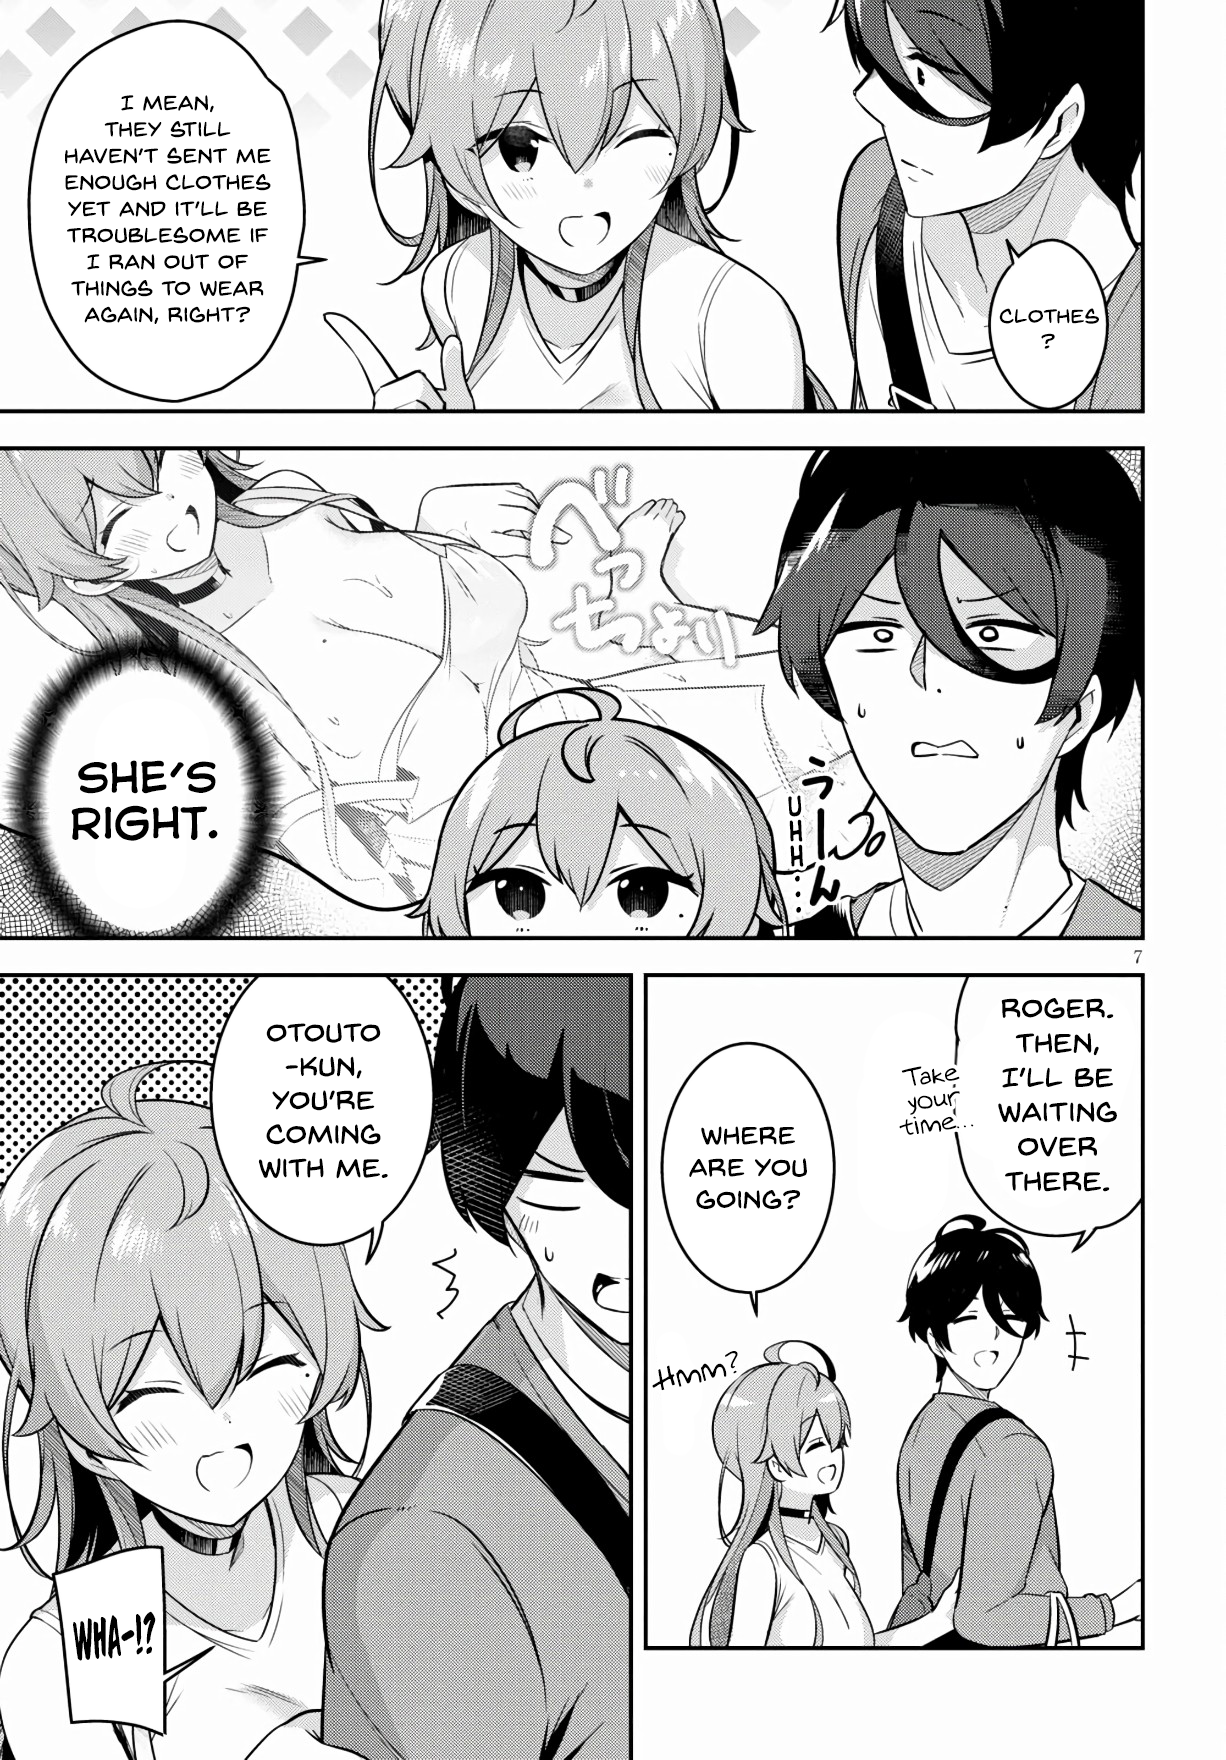 CLOTHES
?
I MEAN,
THEY STILL
HAVEN'T SENT ME
ENOUGH CLOTHES
YET AND IT'LL BE
TROUBLESOME IF
I RAN OUT OF
THINGS TO WEAR
AGAIN, RIGHT?
べっ
ちょり
うーん
UHH...
SHE'S
RIGHT.
7
ROGER.
THEN,
I'LL BE
WAITING
OVER
THERE.
Take
your
time...
WHERE
ARE YOU
GOING?
Hmm?
OTOUTO
-KUN,
YOU'RE
COMING
WITH ME.
WHA-!?